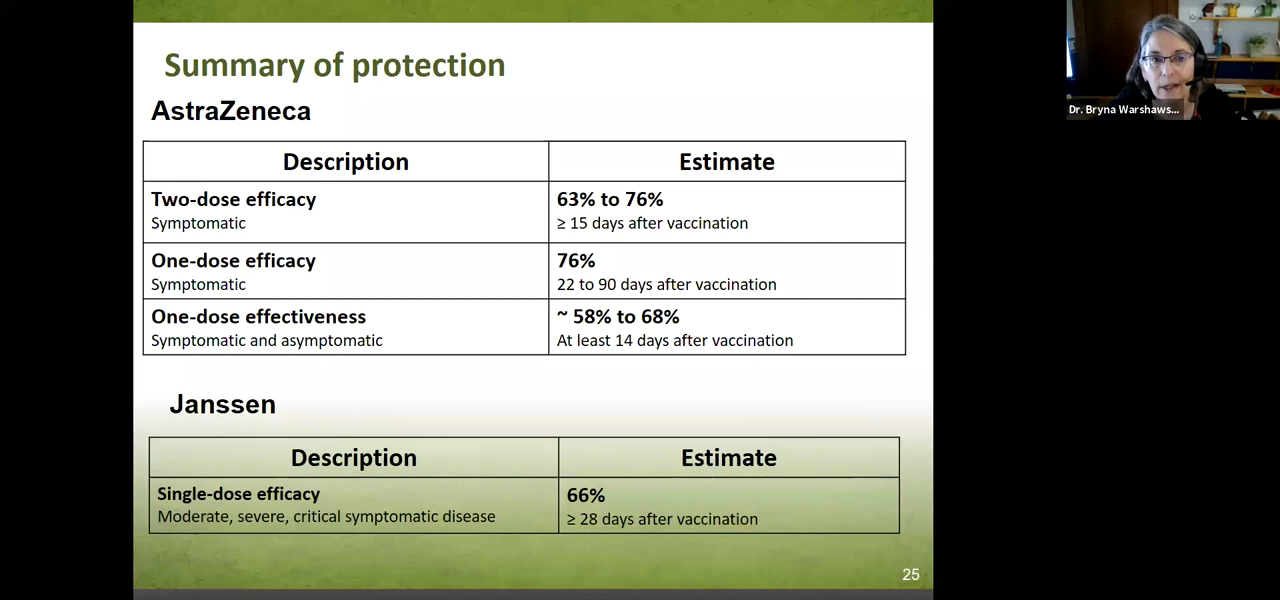 Summary of protection
AstraZeneca
Description Estimate
Two-dose efficacy 63% to 76%
Symptomatic ≥ 15 days after vaccination
One-dose efficacy 76%
Symptomatic 22 to 90 days after vaccination
One-dose effectiveness ~ 58% to 68%
Symptomatic and asymptomatic At least 14 days after vaccination
Janssen
Description Estimate
Single-dose efficacy 66%
Moderate, severe, critical symptomatic disease ≥ 28 days after vaccination
25
Dr. Bryna Warshaws...